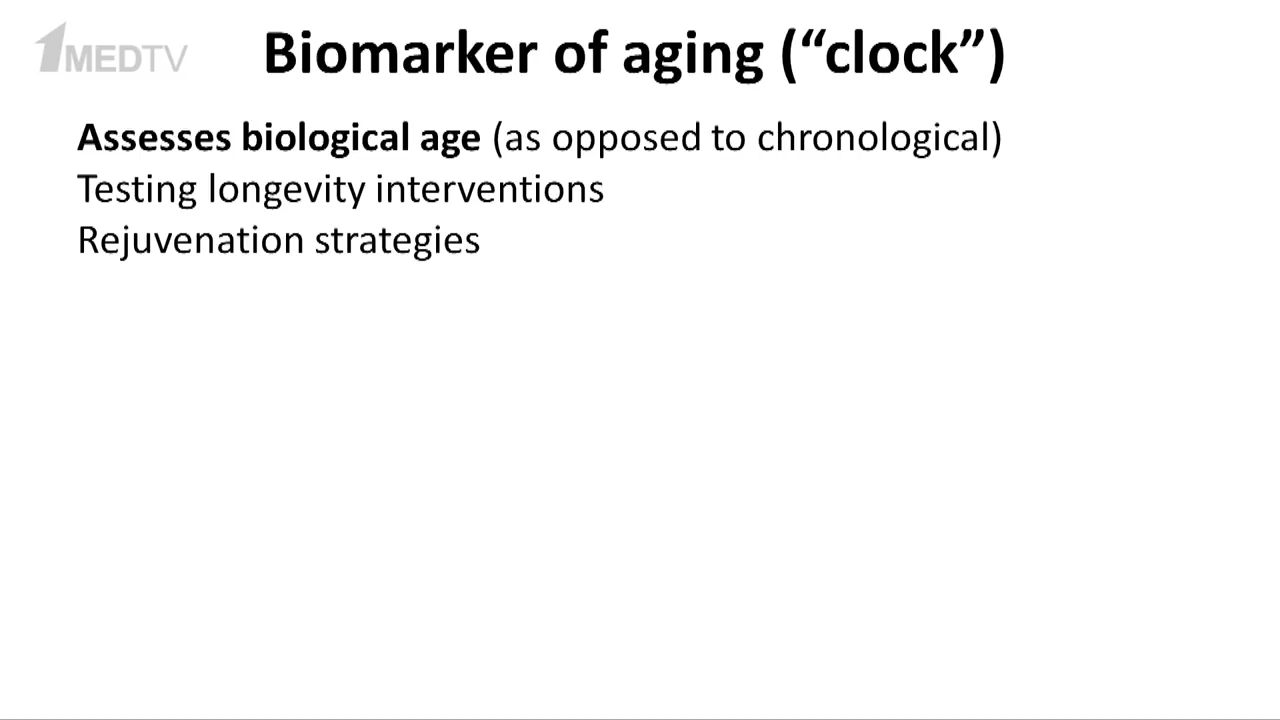 1MEDTV
Biomarker of aging (“clock”)
Assesses biological age (as opposed to chronological)
Testing longevity interventions
Rejuvenation strategies